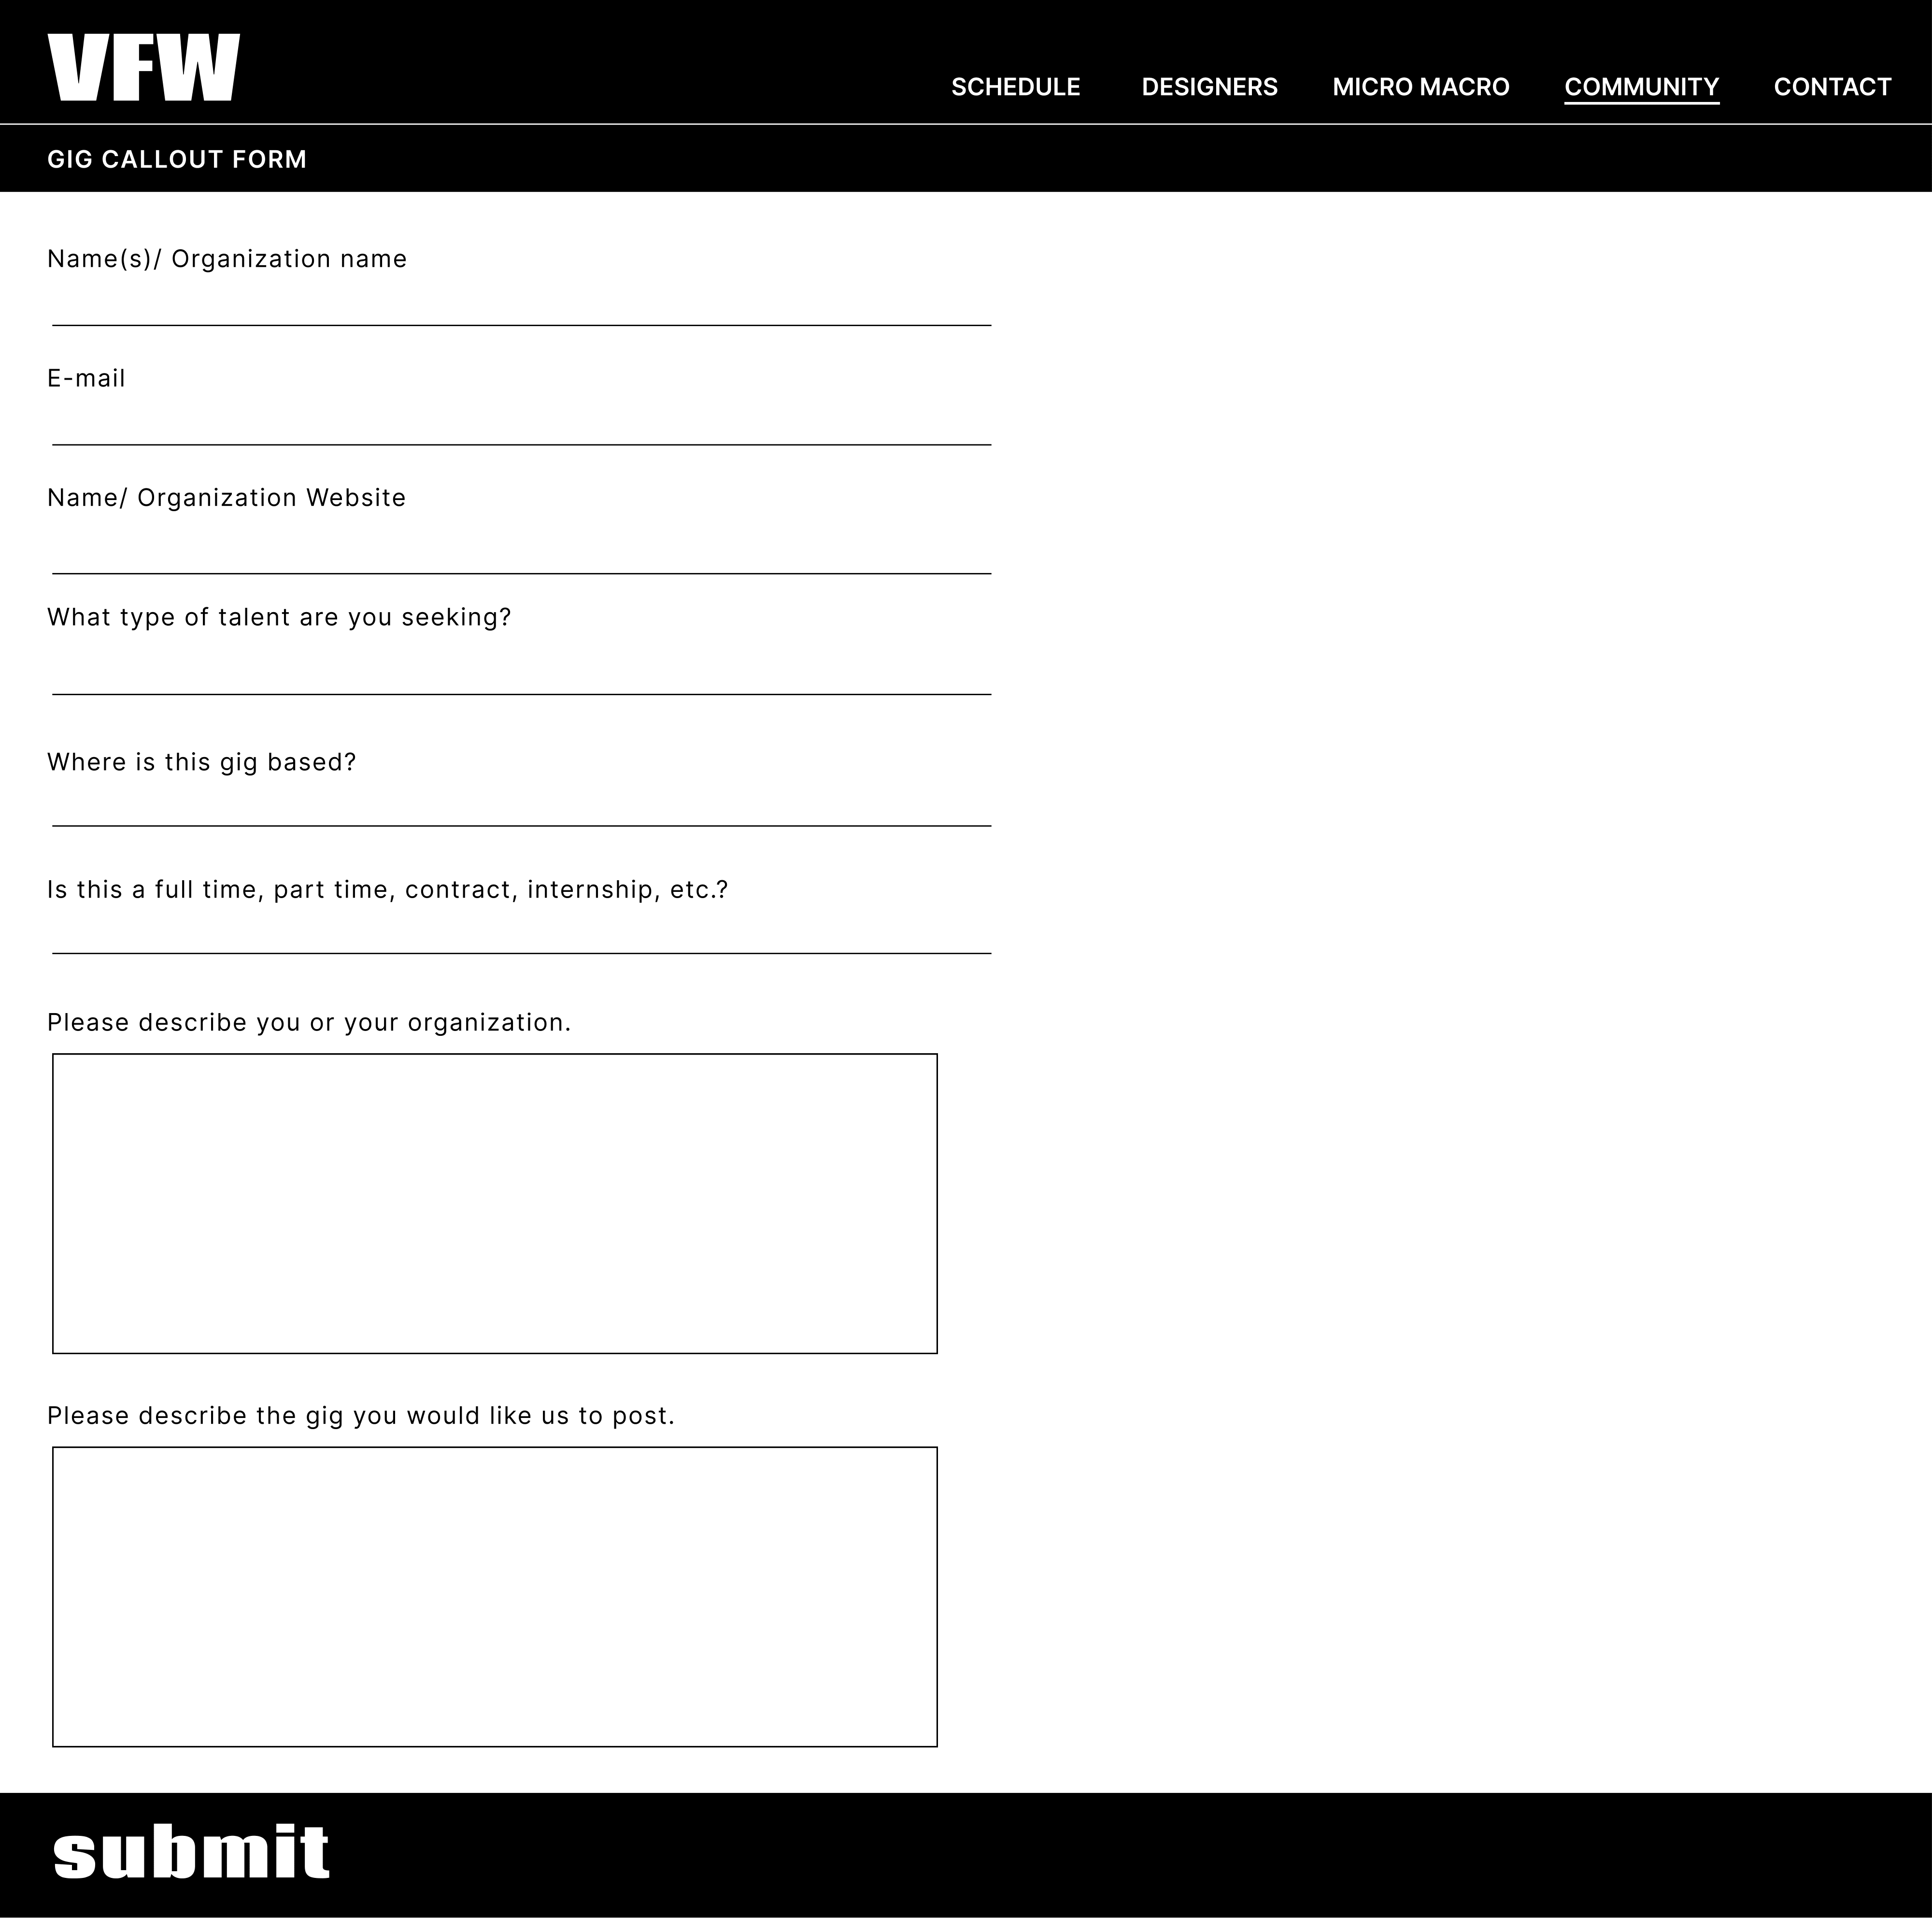 VFW
SCHEDULE DESIGNERS MICRO MACRO COMMUNITY CONTACT
GIG CALLOUT FORM
Name(s)/ Organization name
E-mail
Name/ Organization Website
What type of talent are you seeking?
Where is this gig based?
Is this a full time, part time, contract, internship, etc.?
Please describe you or your organization.
Please describe the gig you would like us to post.
submit